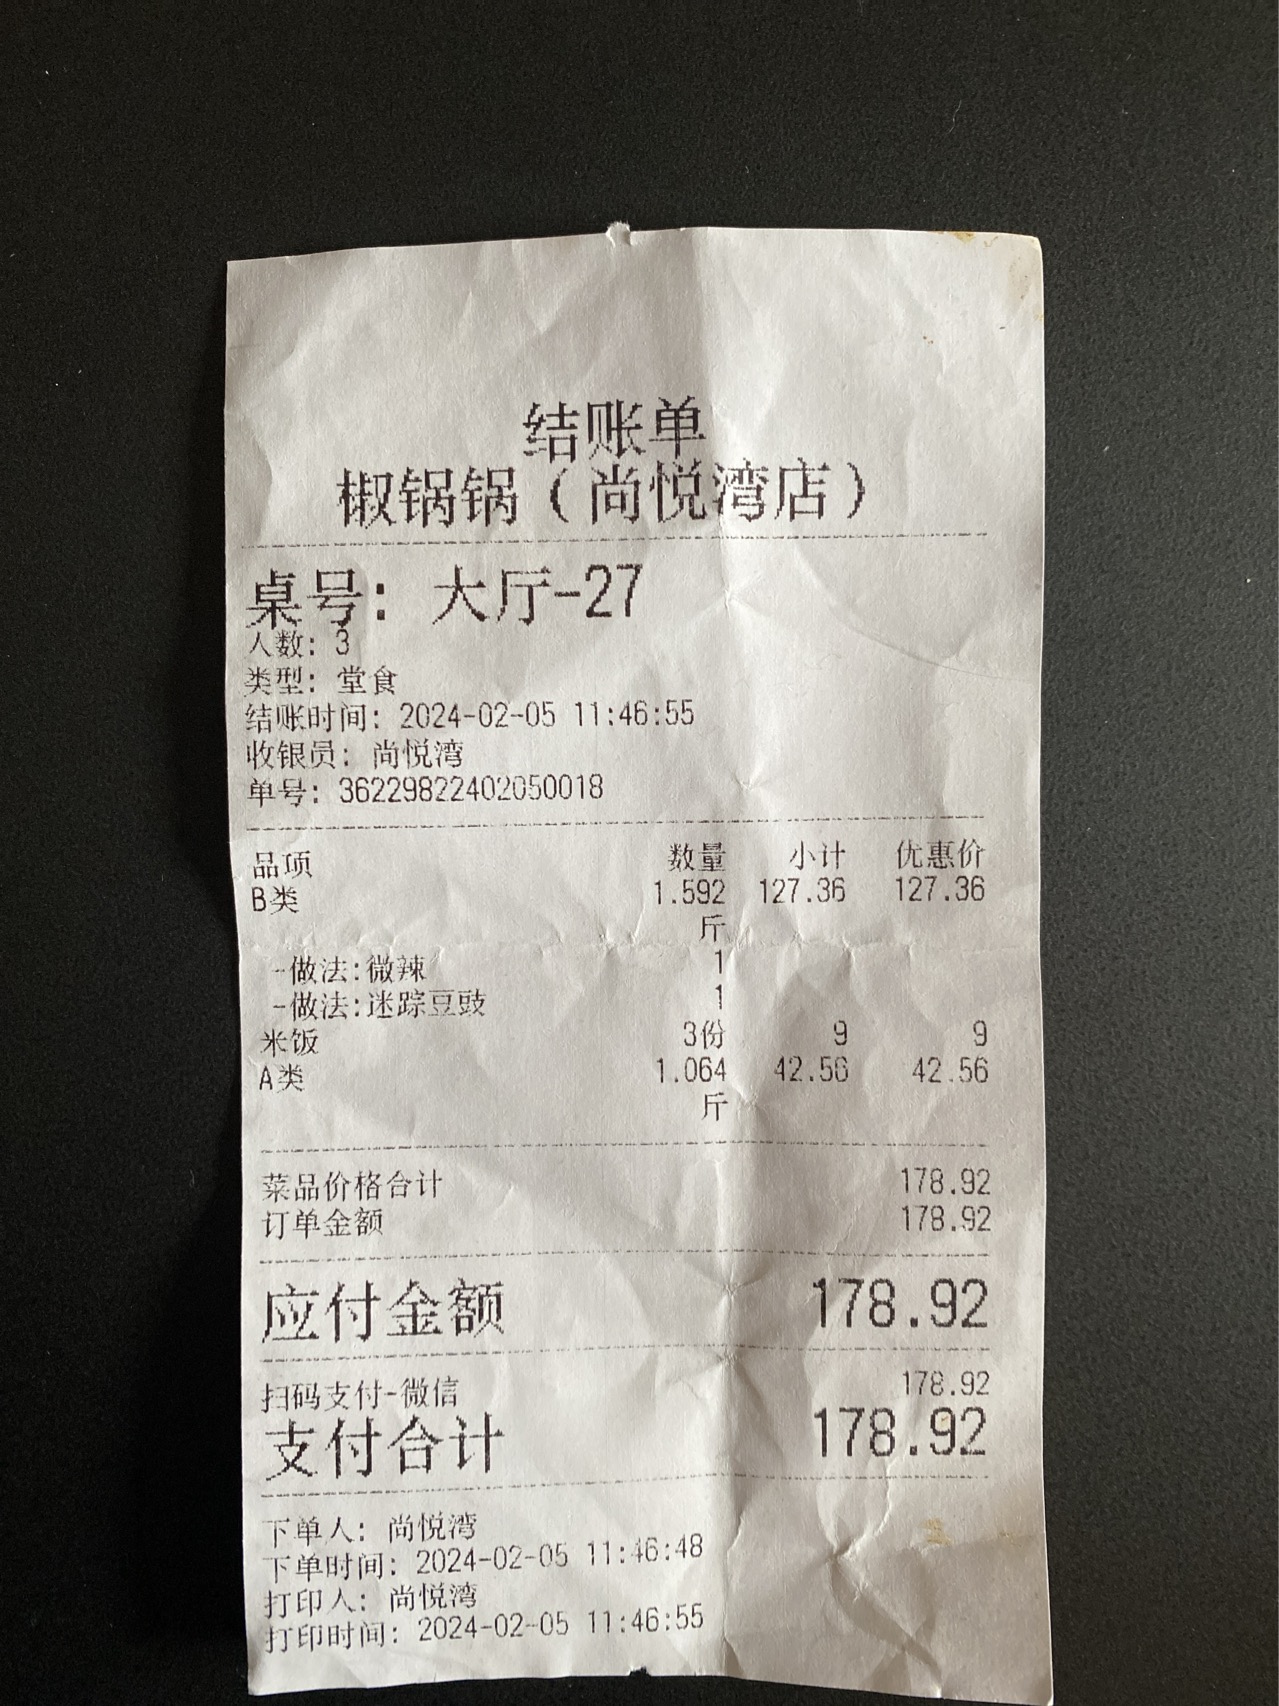 结账单
椒锅锅（尚悦湾店）
桌号：大厅-27
人数：3
类型：堂食
结账时间：2024-02-05 11:46:55
收银员：尚悦湾
单号：36229822402050018
品项 数量 小计 优惠价
B类 1.592 127.36 127.36
斤
-做法:微辣 1
-做法:迷踪豆豉 1
米饭 3份 9 9
A类 1.064 42.56 42.56
斤
菜品价格合计 178.92
订单金额 178.92
应付金额 178.92
扫码支付-微信 178.92
支付合计 178.92
下单人：尚悦湾
下单时间：2024-02-05 11:46:48
打印人：尚悦湾
打印时间：2024-02-05 11:46:55